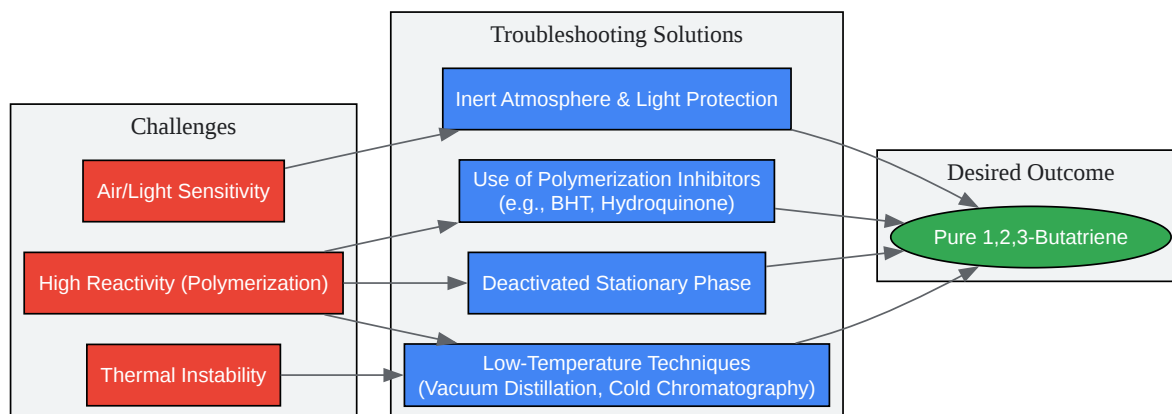 Challenges
Air/Light Sensitivity
High Reactivity (Polymerization)
Thermal Instability
Troubleshooting Solutions
Inert Atmosphere & Light Protection
Use of Polymerization Inhibitors
(e.g., BHT, Hydroquinone)
Deactivated Stationary Phase
Low-Temperature Techniques
(Vacuum Distillation, Cold Chromatography)
Desired Outcome
Pure 1,2,3-Butatriene